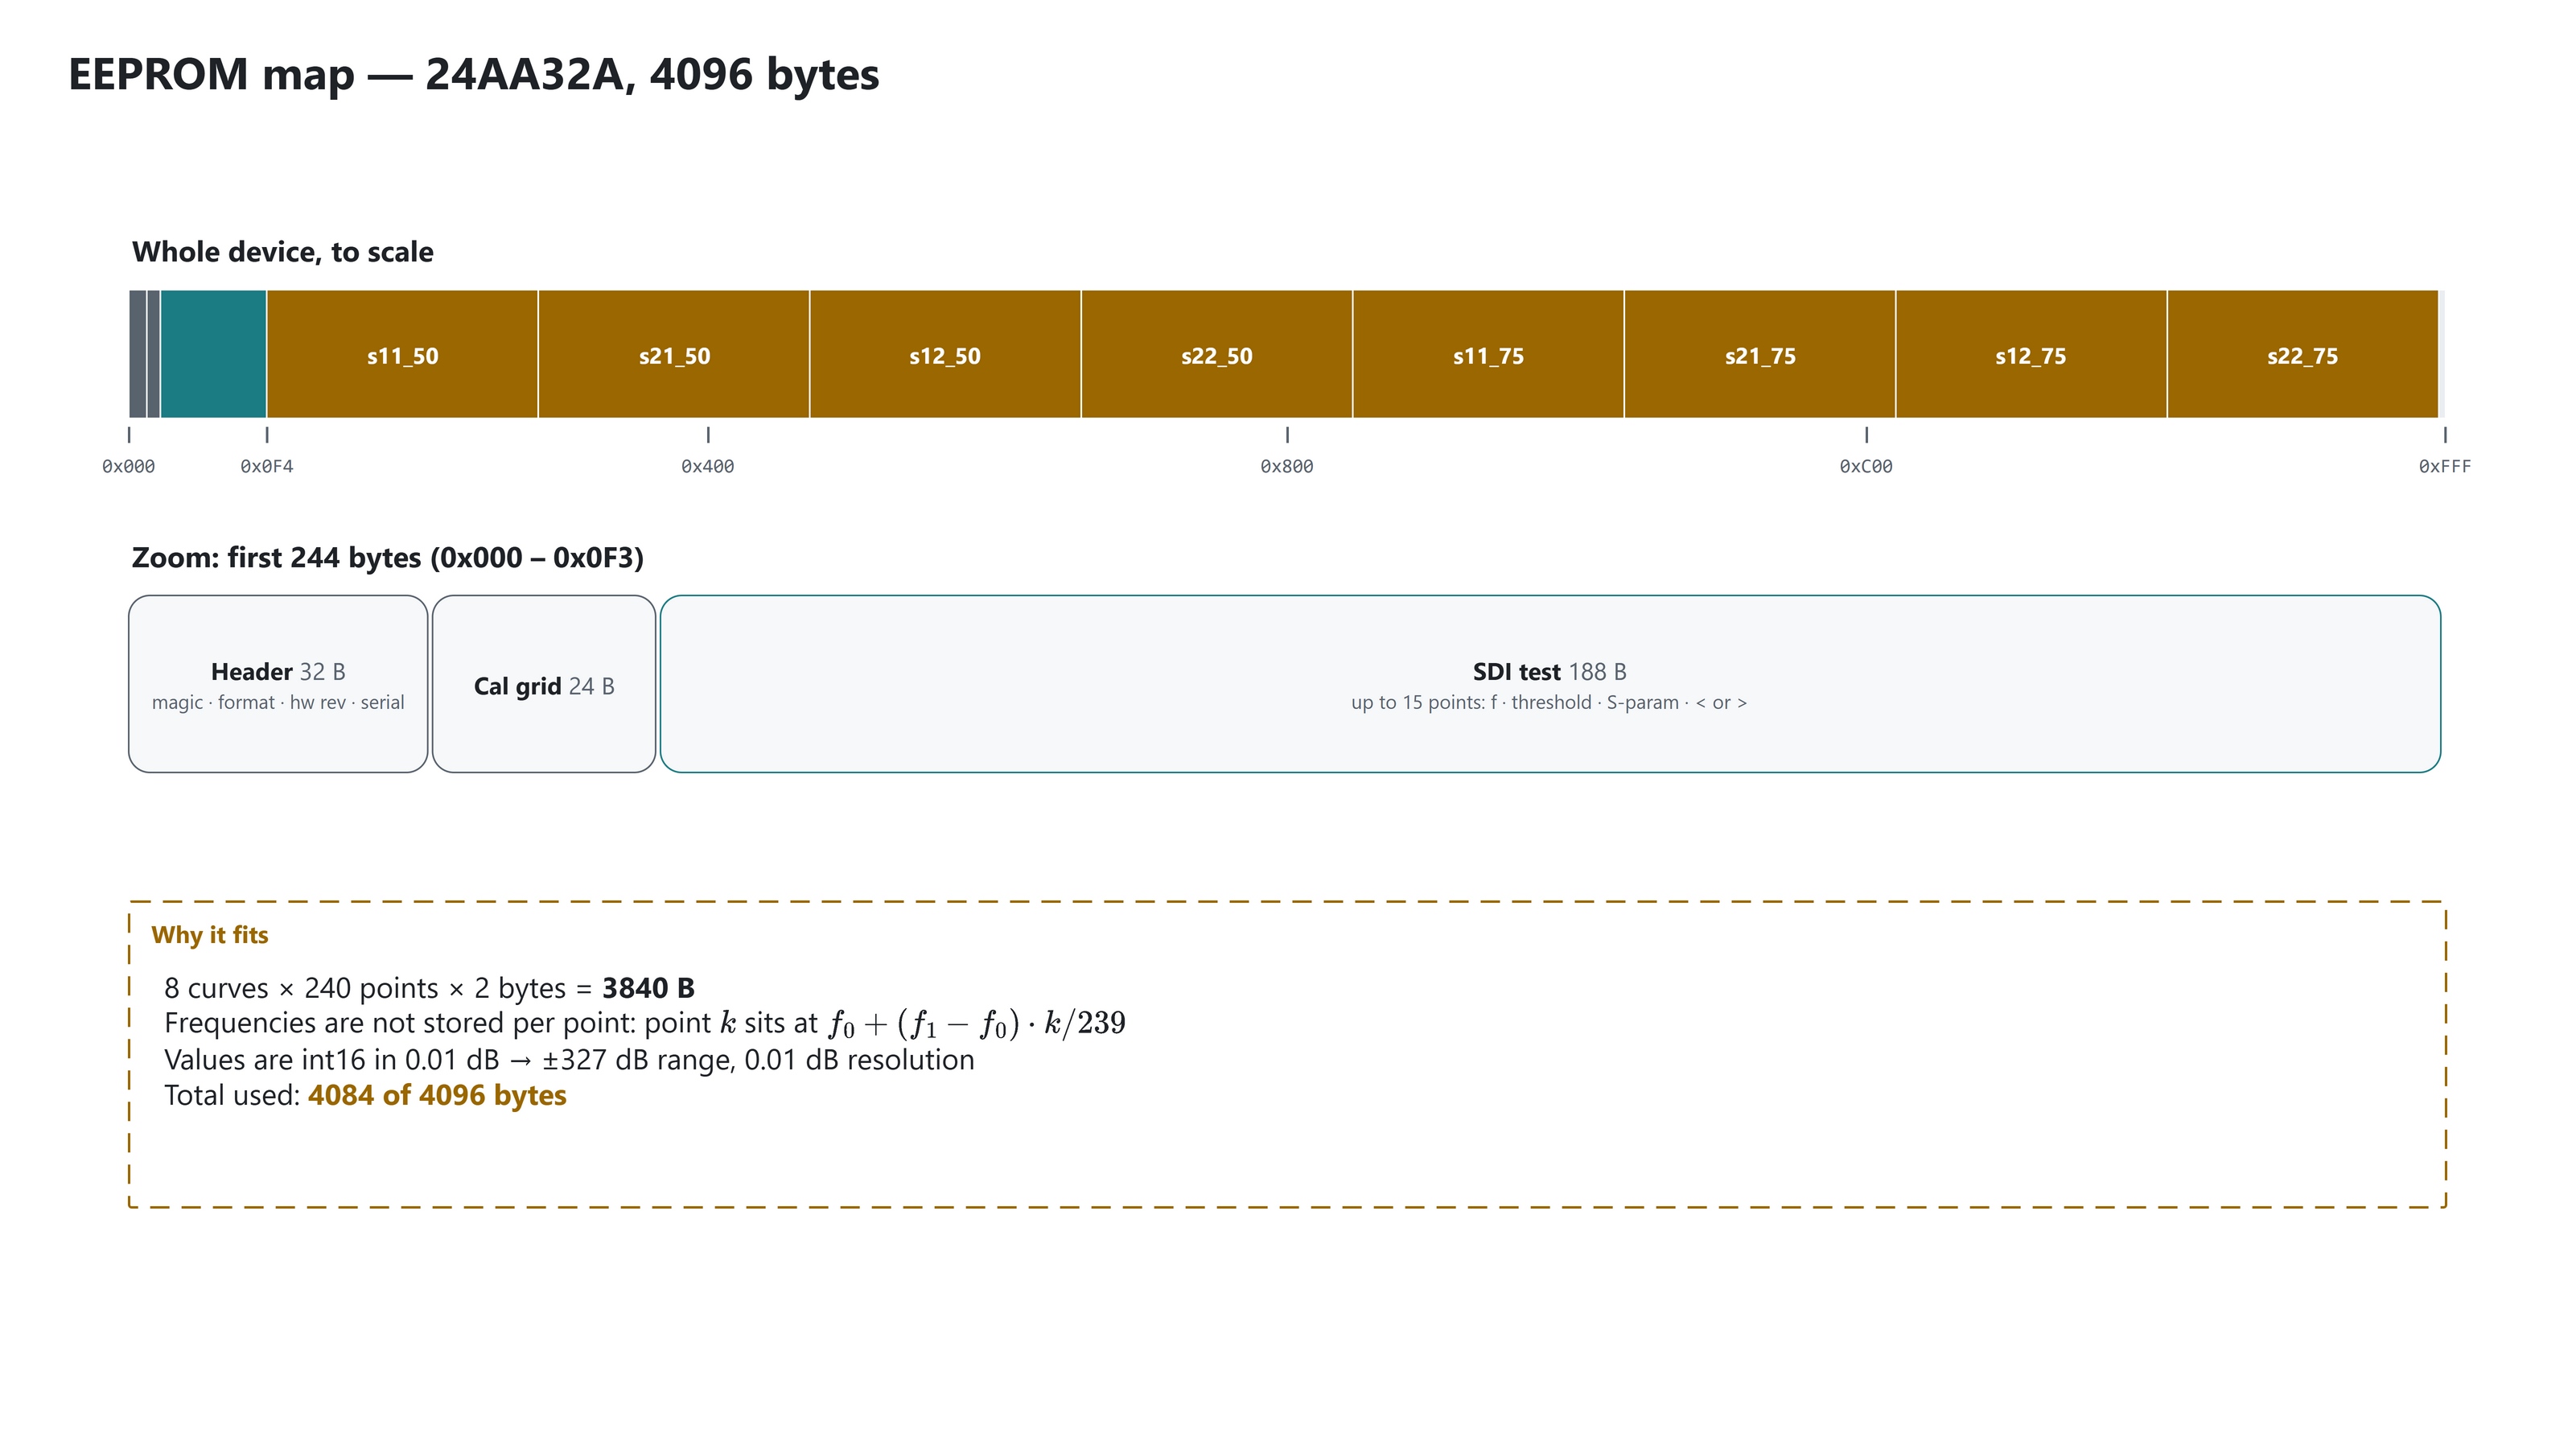 EEPROM map — 24AA32A, 4096 bytes
Whole device, to scale
s11_50 s21_50 s12_50 s22_50 s11_75 s21_75 s12_75 s22_75
0x000 0x0F4 0x400 0x800 0xC00 0xFFF
Zoom: first 244 bytes (0x000 – 0x0F3)
Header 32 B
magic · format · hw rev · serial
Cal grid 24 B
SDI test 188 B
up to 15 points: f · threshold · S-param · < or >
Why it fits
8 curves × 240 points × 2 bytes = 3840 B
Frequencies are not stored per point: point k sits at f₀ + (f₁ − f₀) · k/239
Values are int16 in 0.01 dB → ±327 dB range, 0.01 dB resolution
Total used: 4084 of 4096 bytes